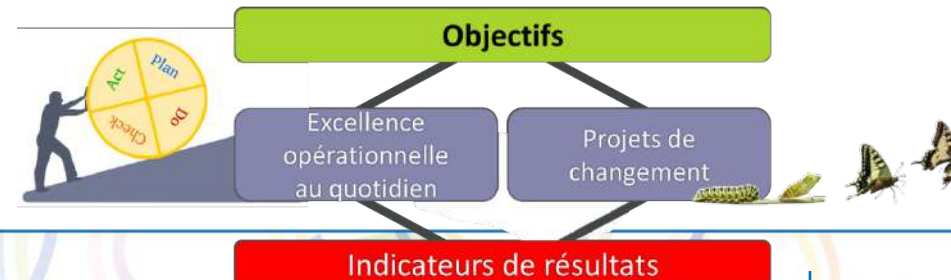 Objectifs
Act
Plan
Check
Do
Excellence
opérationnelle
au quotidien
Projets de
changement
Indicateurs de résultats